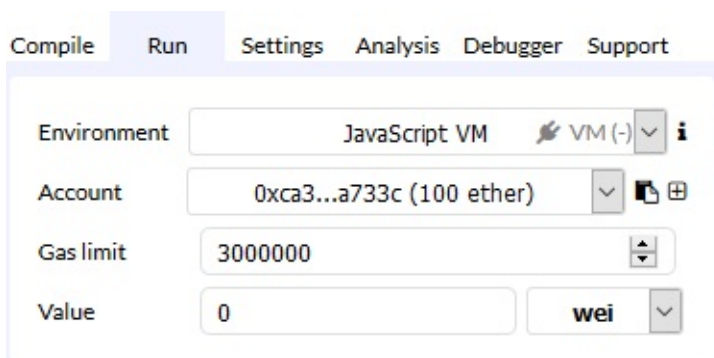 Compile Run Settings Analysis Debugger Support
Environment JavaScript VM VM (-) i
Account 0xca3...a733c (100 ether)
Gas limit 3000000
Value 0 wei